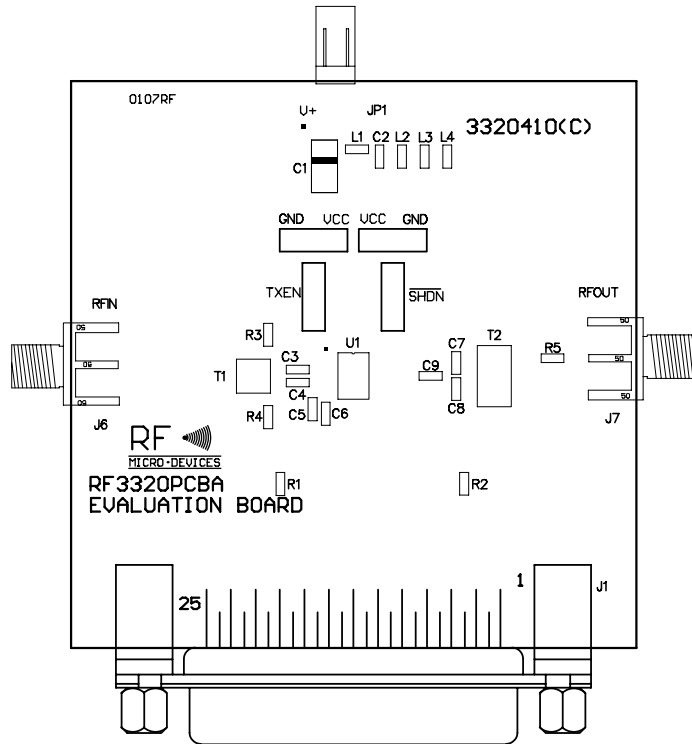 0107RF
V+
JP1
3320410(C)
L1 C2 L2 L3 L4
C1
GND VCC VCC GND
TXEN
SHDN
RFIN
RFOUT
50
50
50
50
50
50
R3
U1
C7
T2
R5
C3
C9
T1
C4
C8
R4
C5
C6
J6
J7
RF
MICRO·DEVICES
RF3320PCBA
R1
R2
EVALUATION BOARD
25
1
J1